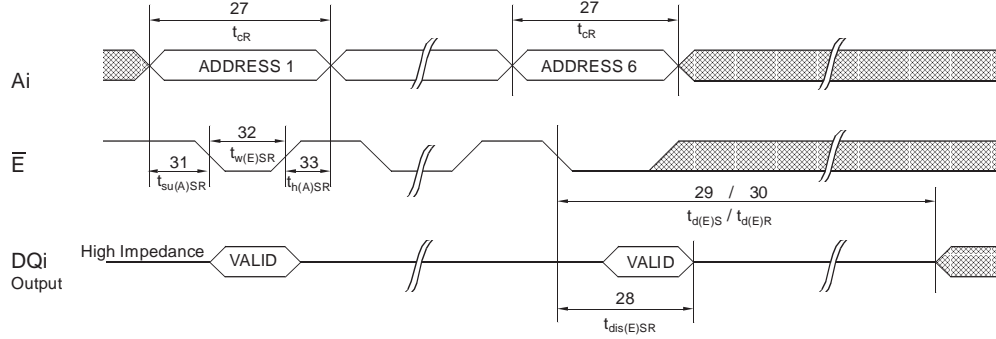 27 27
tcR tcR
Ai ADDRESS 1 ADDRESS 6
E̅
32
tw(E)SR
31 33
tsu(A)SR th(A)SR
29 / 30
td(E)S / td(E)R
High Impedance
DQi VALID VALID
Output
28
tdis(E)SR